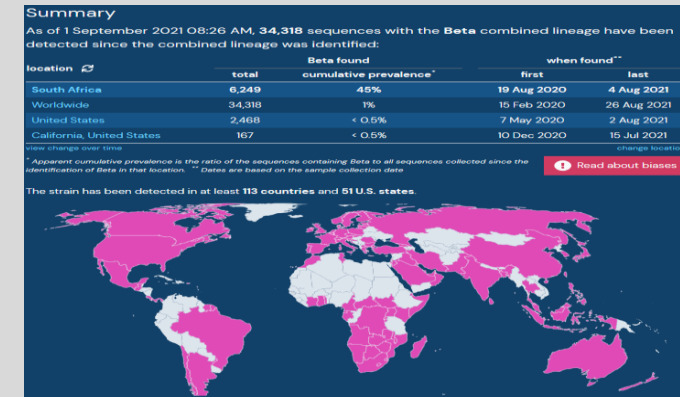 Summary
As of 1 September 2021 08:26 AM, 34,318 sequences with the Beta combined lineage have been
detected since the combined lineage was identified:
location Beta found when found**
total cumulative prevalence* first last
South Africa 6,249 45% 19 Aug 2020 4 Aug 2021
Worldwide 34,318 1% 15 Feb 2020 26 Aug 2021
United States 2,468 < 0.5% 7 May 2020 2 Aug 2021
California, United States 167 < 0.5% 10 Dec 2020 15 Jul 2021
view change over time change locatio
* Apparent cumulative prevalence is the ratio of the sequences containing Beta to all sequences collected since the
identification of Beta in that location. ** Dates are based on the sample collection date
Read about biases
The strain has been detected in at least 113 countries and 51 U.S. states.